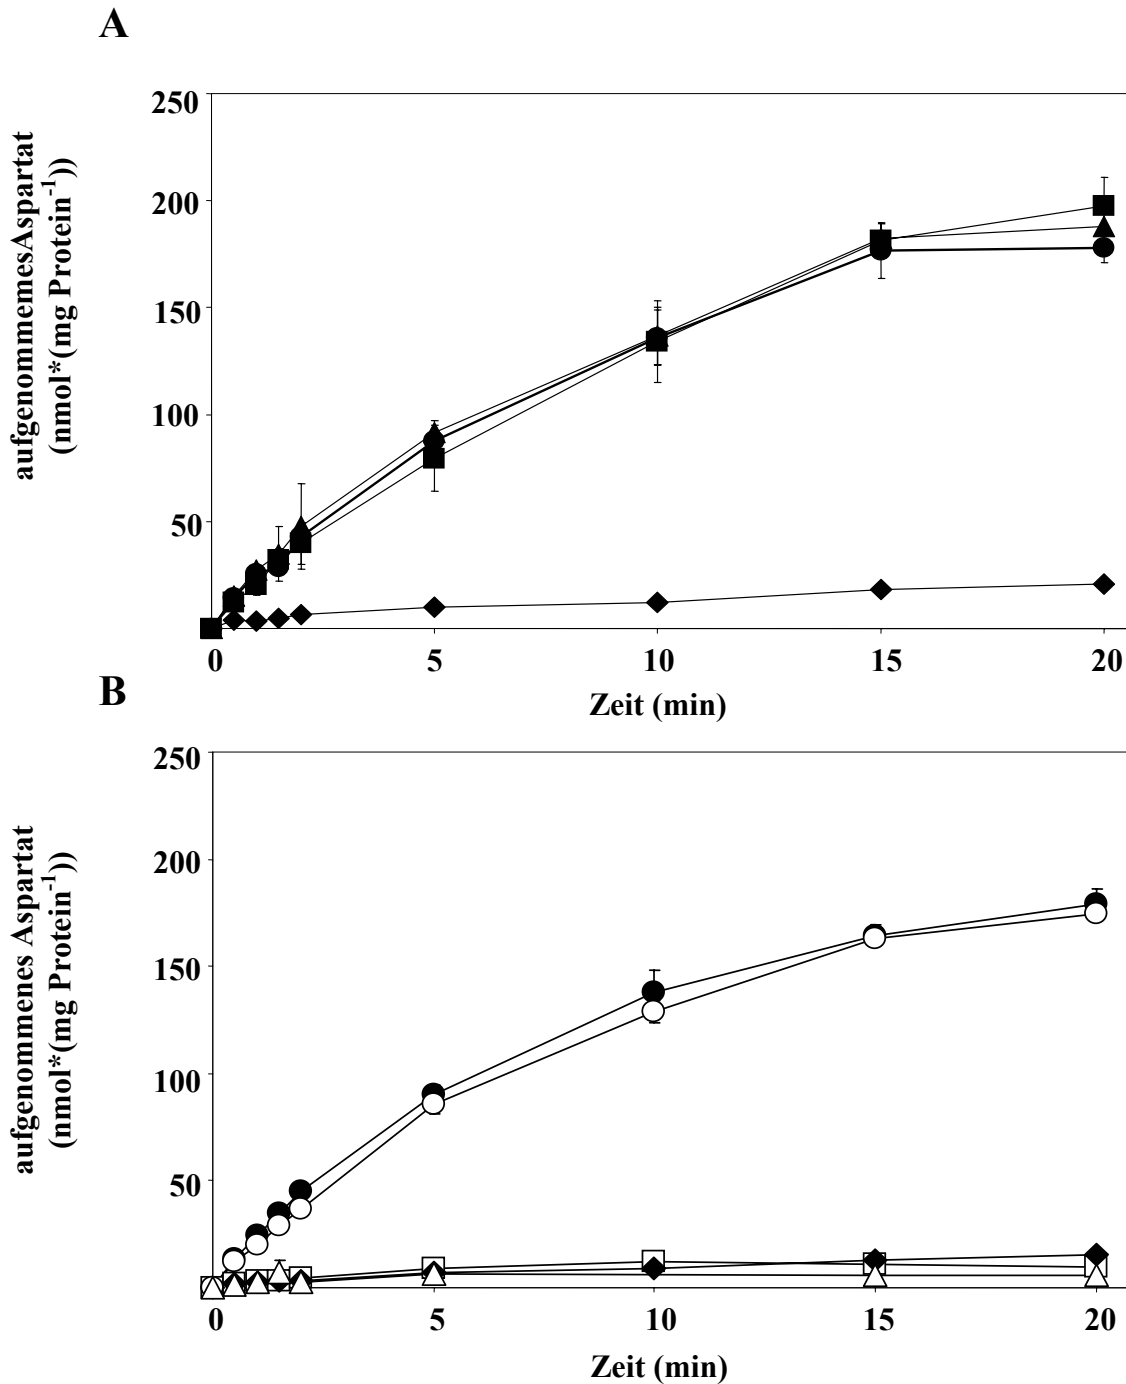 A
250
200
150
100
50
0
5
10
15
20
Zeit (min)
aufgenommemesAspartat
(nmol*(mg Protein⁻¹))
B
250
200
150
100
50
0
5
10
15
20
Zeit (min)
aufgenommenes Aspartat
(nmol*(mg Protein⁻¹))